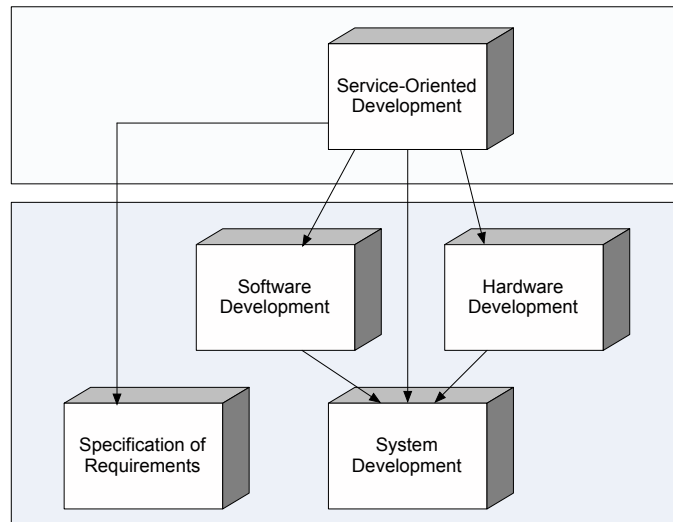 Service-Oriented
Development
Software
Development
Hardware
Development
Specification of
Requirements
System
Development